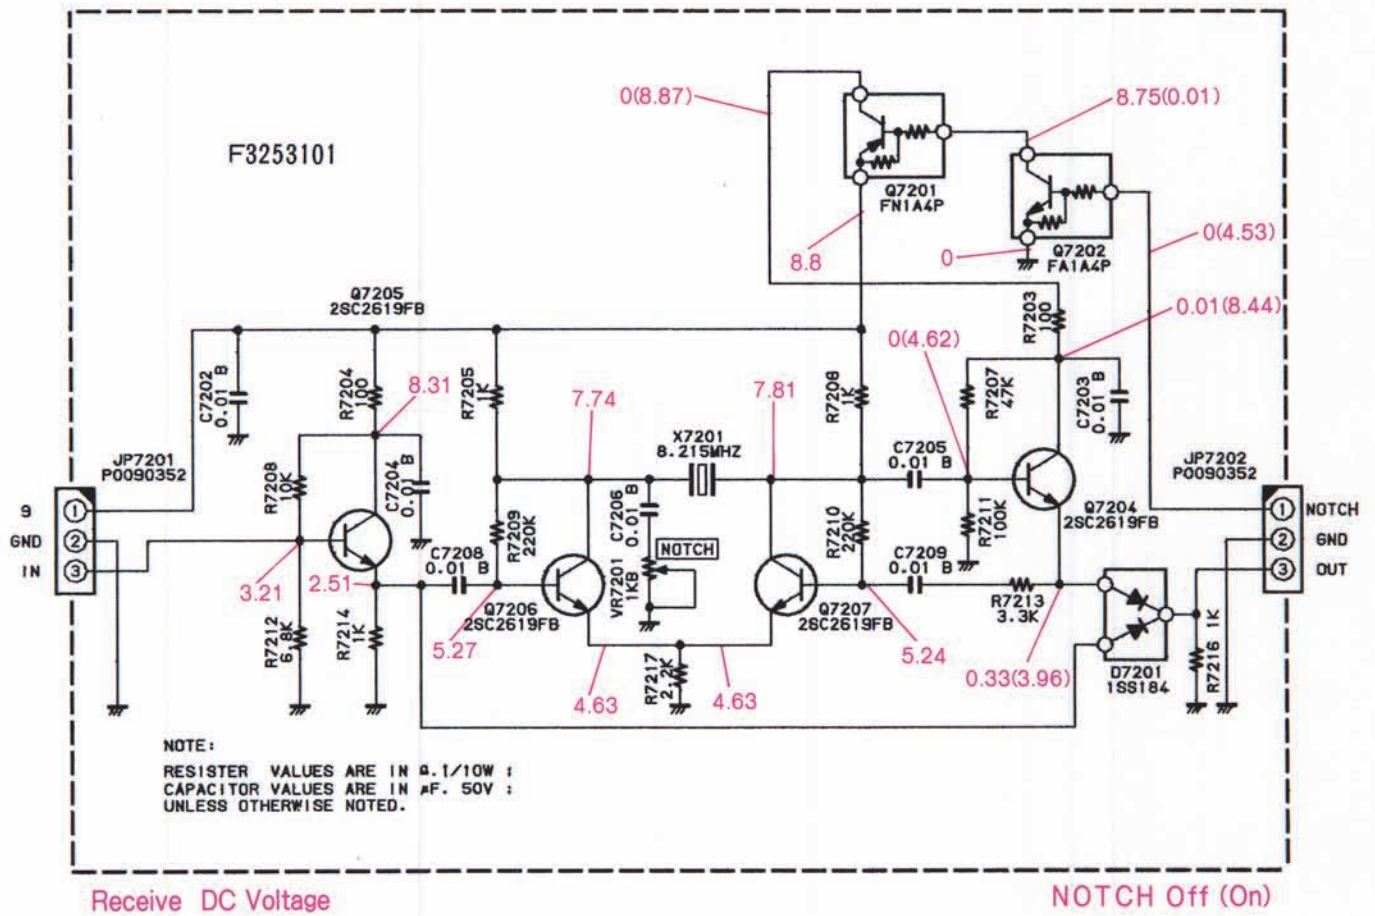 0(8.87)
8.75(0.01)
F3253101
Q7201
FN1A4P
8.8
0
Q7202
FA1A4P
0(4.53)
Q7205
2SC2619FB
R7203
100
0.01(8.44)
0(4.62)
C7202
0.01 B
R7204
100
8.31
R7205
1K
7.74
7.81
R7208
1K
R7207
47K
C7203
0.01 B
X7201
8.215MHZ
C7205
0.01 B
JP7201
P0090352
JP7202
P0090352
R7208
10K
C7204
0.01 B
C7206
0.01 B
Q7204
2SC2619FB
9
1
GND
2
IN
3
1
NOTCH
2
GND
3
OUT
R7209
220K
R7210
220K
R7211
100K
C7208
0.01 B
NOTCH
VR7201
1KB
C7209
0.01 B
3.21
2.51
Q7206
2SC2619FB
Q7207
2SC2619FB
R7213
3.3K
R7212
6.8K
R7214
1K
5.27
5.24
R7217
2.2K
4.63
4.63
0.33(3.96)
D7201
1SS184
R7216 1K
NOTE:
RESISTER VALUES ARE IN Ω. 1/10W ;
CAPACITOR VALUES ARE IN μF. 50V ;
UNLESS OTHERWISE NOTED.
Receive DC Voltage
NOTCH Off (On)